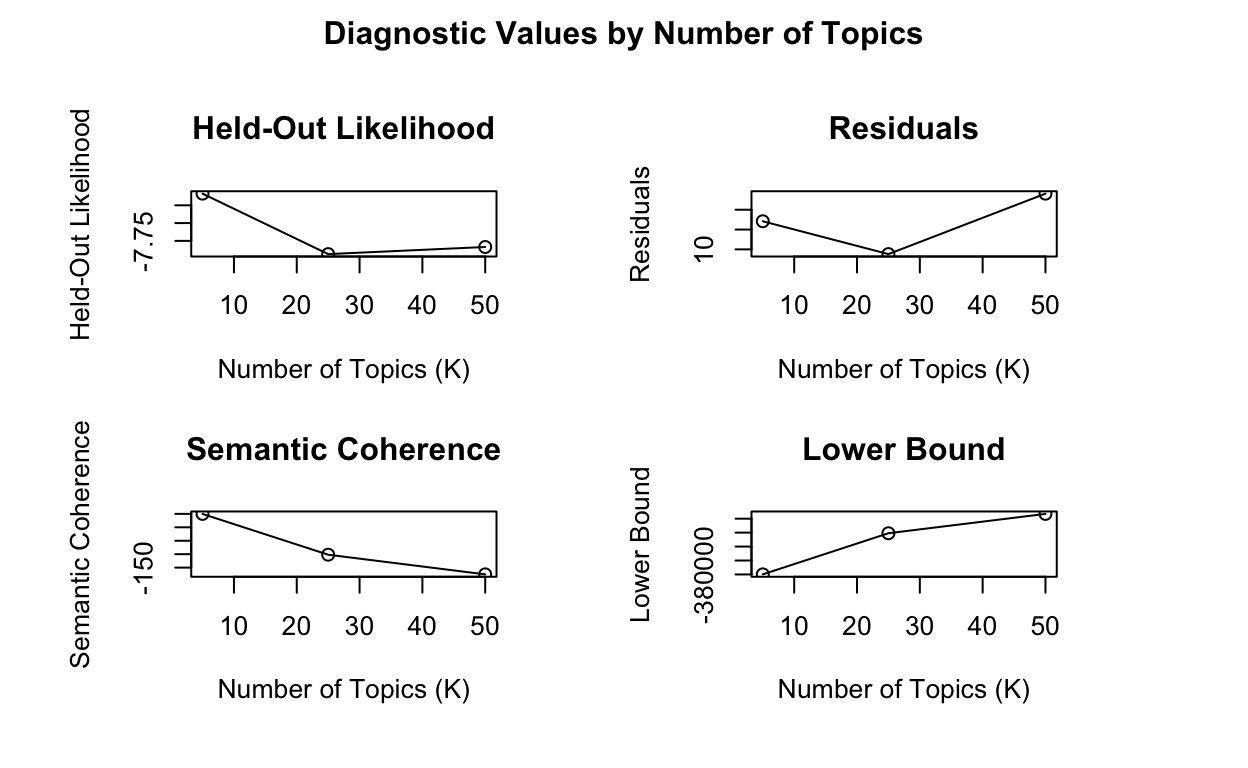 Diagnostic Values by Number of Topics
Held-Out Likelihood
Held-Out Likelihood
-7.75
10 20 30 40 50
Number of Topics (K)
Residuals
Residuals
10
10 20 30 40 50
Number of Topics (K)
Semantic Coherence
Semantic Coherence
-150
10 20 30 40 50
Number of Topics (K)
Lower Bound
Lower Bound
-380000
10 20 30 40 50
Number of Topics (K)